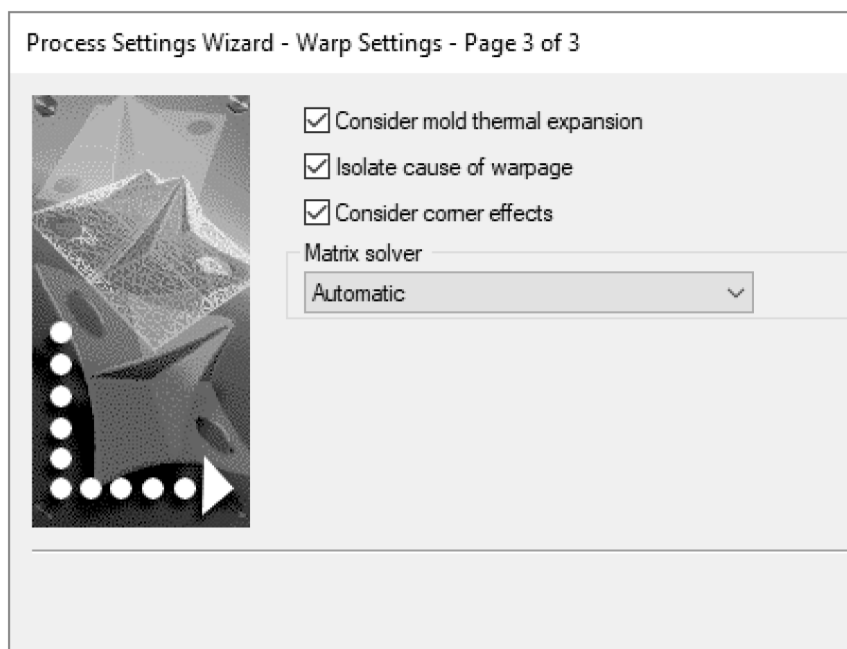 Process Settings Wizard - Warp Settings - Page 3 of 3
Consider mold thermal expansion
Isolate cause of warpage
Consider corner effects
Matrix solver
Automatic